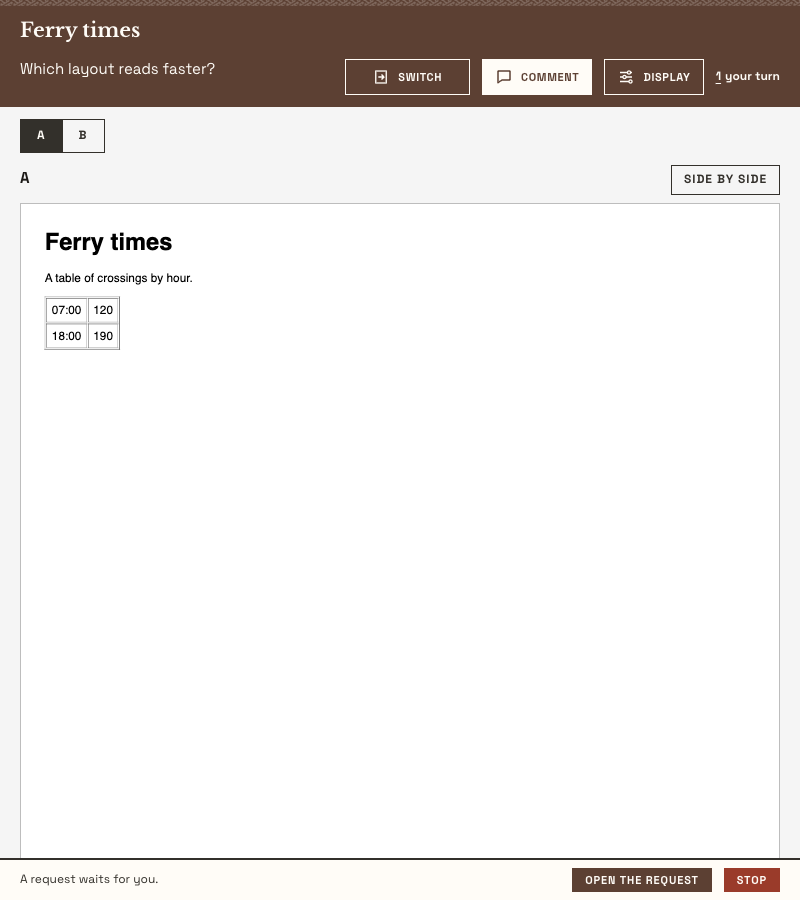 Ferry times
Which layout reads faster?
SWITCH
COMMENT
DISPLAY
1 your turn
A B
A
SIDE BY SIDE
Ferry times
A table of crossings by hour.
07:00 120
18:00 190
A request waits for you.
OPEN THE REQUEST
STOP